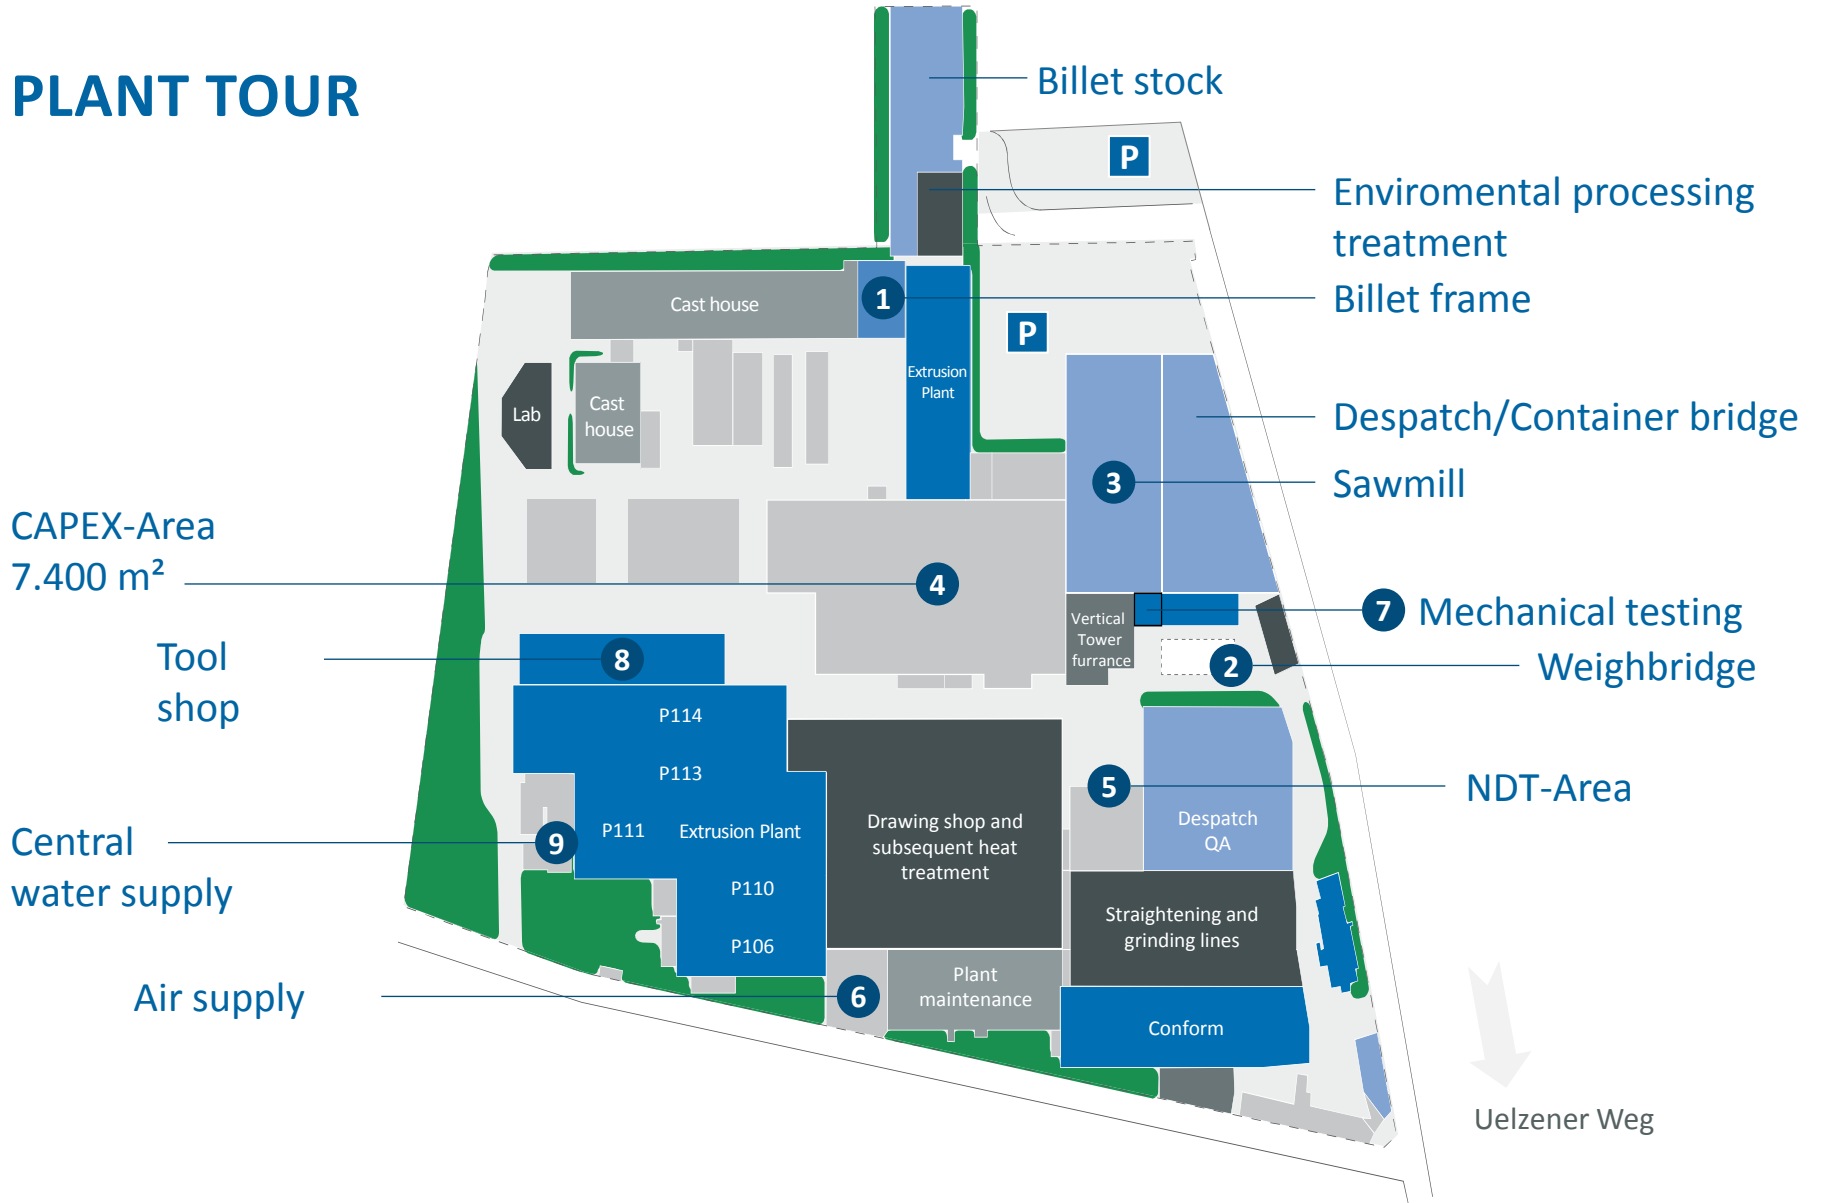 PLANT TOUR
Billet stock
P
Enviromental processing
treatment
1
Billet frame
Cast house
P
Extrusion
Plant
Lab
Cast
house
Despatch/Container bridge
3
Sawmill
CAPEX-Area
7.400 m²
4
7
Mechanical testing
Vertical
Tower
furrance
2
Weighbridge
Tool
shop
8
P114
P113
5
NDT-Area
Central
water supply
9
P111
Extrusion Plant
Drawing shop and
subsequent heat
treatment
Despatch
QA
P110
P106
Straightening and
grinding lines
Air supply
6
Plant
maintenance
Conform
Uelzener Weg